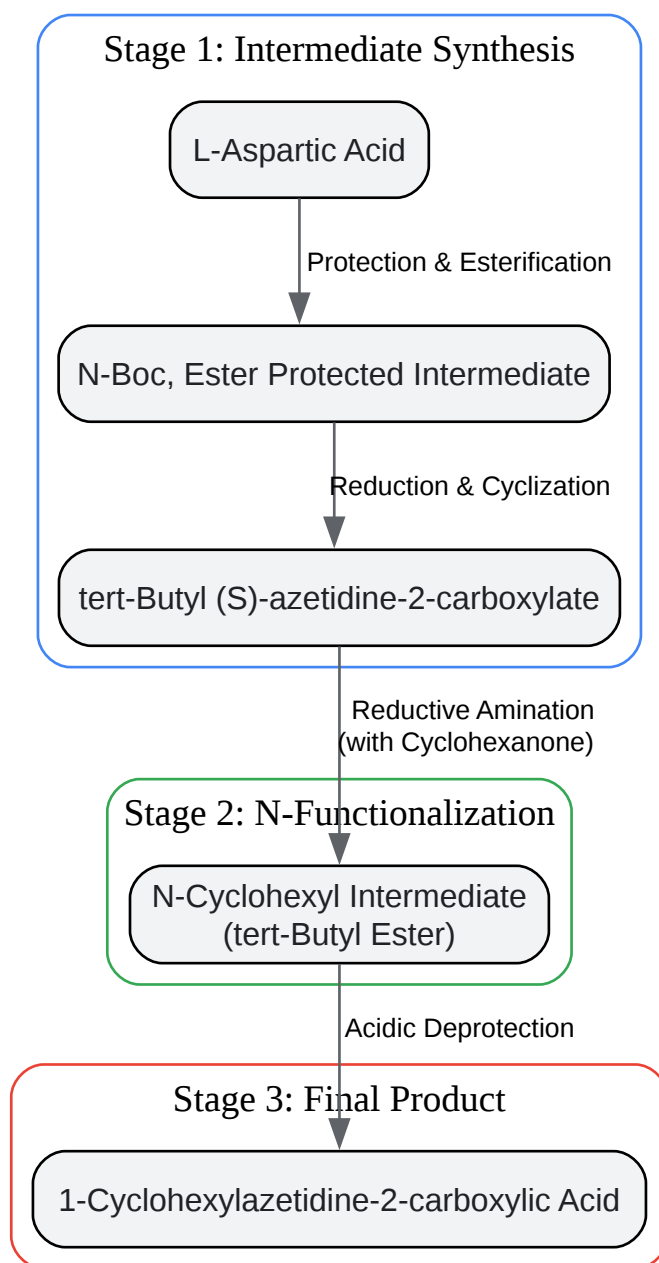 Stage 1: Intermediate Synthesis
L-Aspartic Acid
Protection & Esterification
N-Boc, Ester Protected Intermediate
Reduction & Cyclization
tert-Butyl (S)-azetidine-2-carboxylate
Reductive Amination
(with Cyclohexanone)
Stage 2: N-Functionalization
N-Cyclohexyl Intermediate
(tert-Butyl Ester)
Acidic Deprotection
Stage 3: Final Product
1-Cyclohexylazetidine-2-carboxylic Acid